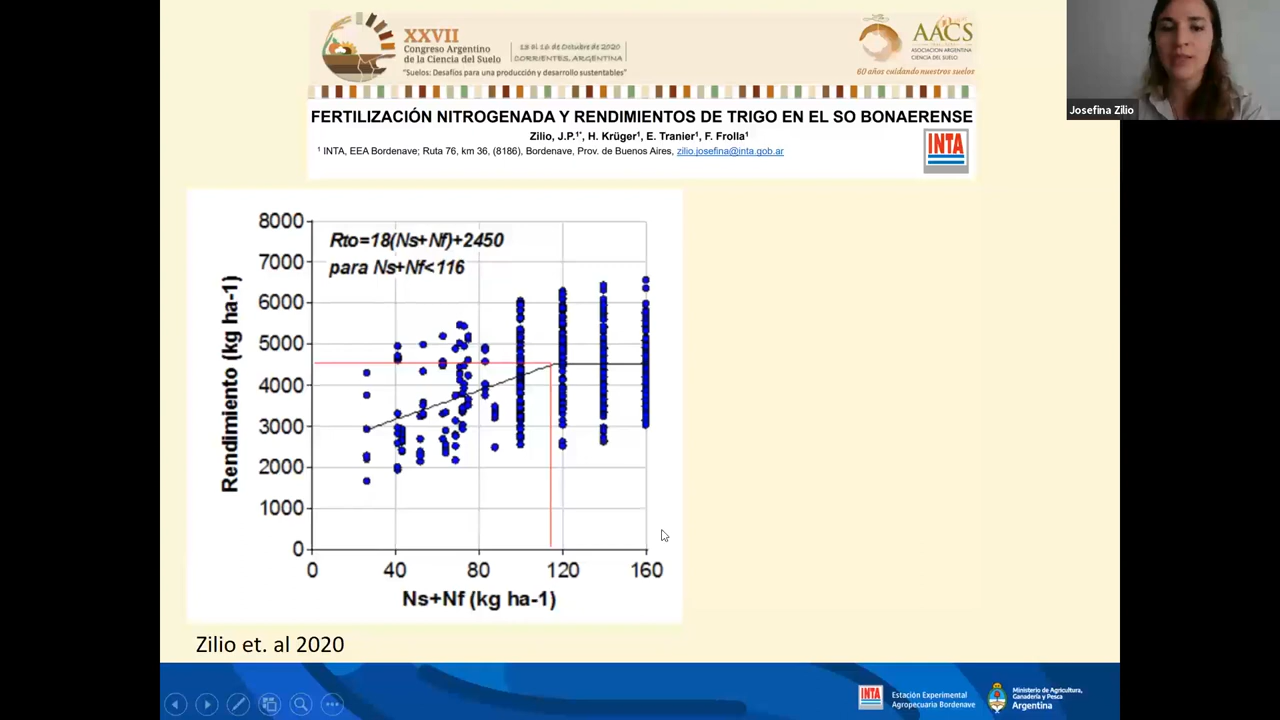 XXVII
Congreso Argentino
de la Ciencia del Suelo
13 al 16 de Octubre de 2020
CORRIENTES, ARGENTINA
"Suelos: Desafíos para una producción y desarrollo sustentables"
AACS
ASOCIACION ARGENTINA
CIENCIA DEL SUELO
60 años cuidando nuestros suelos
Josefina Zilio
FERTILIZACIÓN NITROGENADA Y RENDIMIENTOS DE TRIGO EN EL SO BONAERENSE
Zilio, J.P.1*, H. Krüger1, E. Tranier1, F. Frolla1
1 INTA, EEA Bordenave; Ruta 76, km 36, (8186), Bordenave, Prov. de Buenos Aires, zilio.josefina@inta.gob.ar
INTA
Rto=18(Ns+Nf)+2450
para Ns+Nf<116
Rendimiento (kg ha-1)
8000
7000
6000
5000
4000
3000
2000
1000
0
0 40 80 120 160
Ns+Nf (kg ha-1)
Zilio et. al 2020
INTA
Estación Experimental
Agropecuaria Bordenave
Ministerio de Agricultura,
Ganadería y Pesca
Argentina